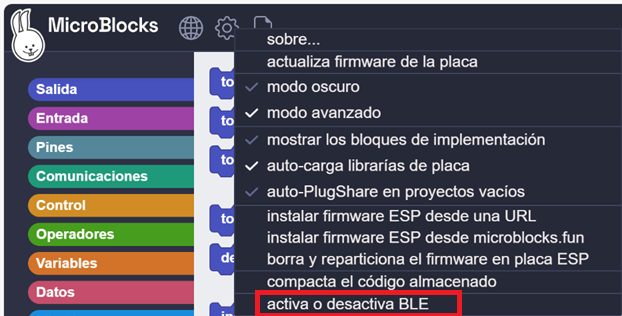 MicroBlocks
sobre...
actualiza firmware de la placa
modo oscuro
modo avanzado
mostrar los bloques de implementación
auto-carga librarías de placa
auto-PlugShare en proyectos vacíos
instalar firmware ESP desde una URL
instalar firmware ESP desde microblocks.fun
borra y reparticiona el firmware en placa ESP
compacta el código almacenado
activa o desactiva BLE
Salida
Entrada
Pines
Comunicaciones
Control
Operadores
Variables
Datos
to
to
to
to
de